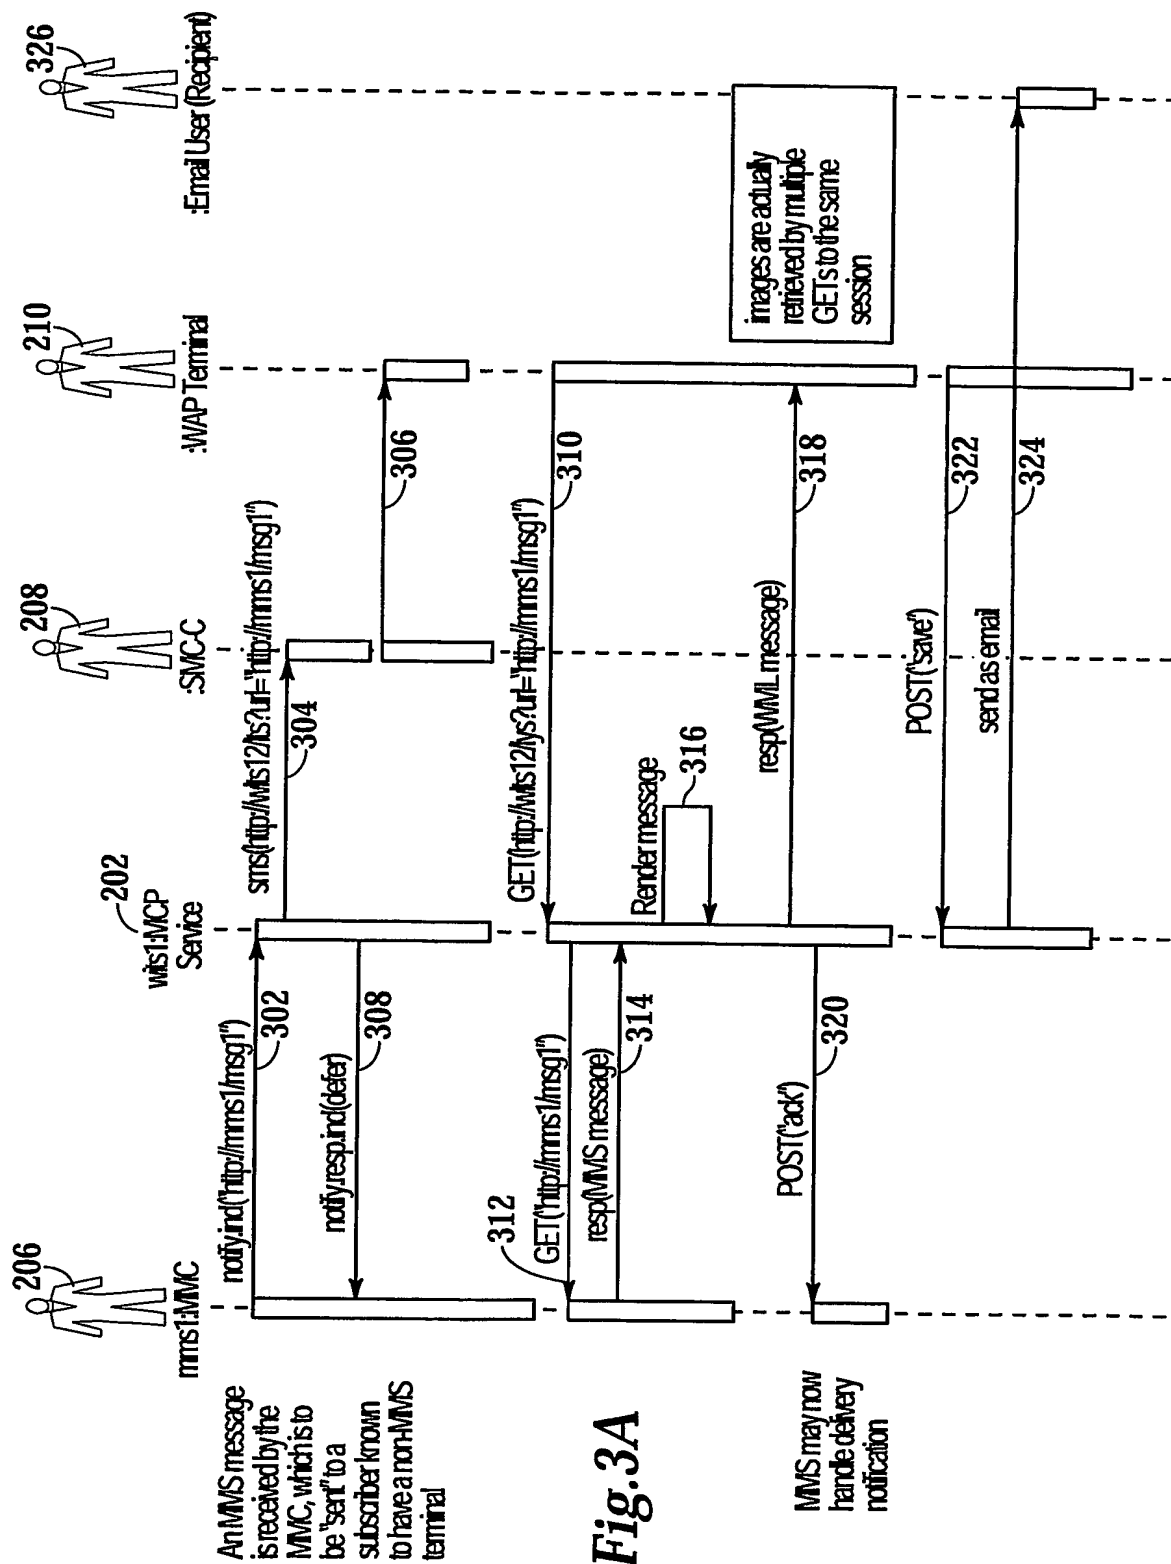 206
mms1:MMC
202
wits1:MCP
Service
208
:SMC-C
210
:WAP Terminal
326
:Email User (Recipient)
An MMS message
is received by the
MMC, which is to
be "sent" to a
subscriber known
to have a non-MMS
terminal
notify.ind("http://mms1/msg1")
302
sms(http://wits12/lts?url="http://mms1/msg1")
304
306
notify.resp.ind(defer)
308
GET(http://wits12/lys?url="http://mms1/msg1")
310
312
GET("http://mms1/msg1")
resp(MMS message)
314
Render message
316
images are actually
retrieved by multiple
GETs to the same
session
resp(WML message)
318
MMS may now
handle delivery
notification
POST("ack")
320
POST("save")
322
send as email
324
Fig.3A